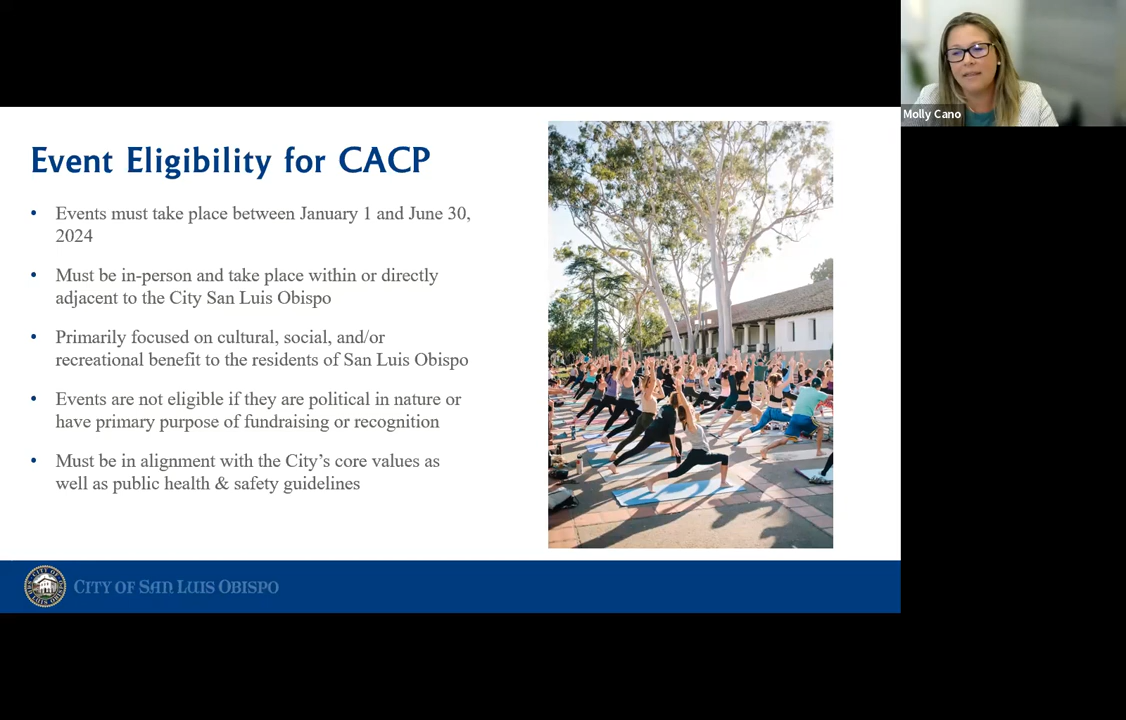 Molly Cano
Event Eligibility for CACP
• Events must take place between January 1 and June 30,
2024
• Must be in-person and take place within or directly
adjacent to the City San Luis Obispo
• Primarily focused on cultural, social, and/or
recreational benefit to the residents of San Luis Obispo
• Events are not eligible if they are political in nature or
have primary purpose of fundraising or recognition
• Must be in alignment with the City’s core values as
well as public health & safety guidelines
CITY OF SAN LUIS OBISPO